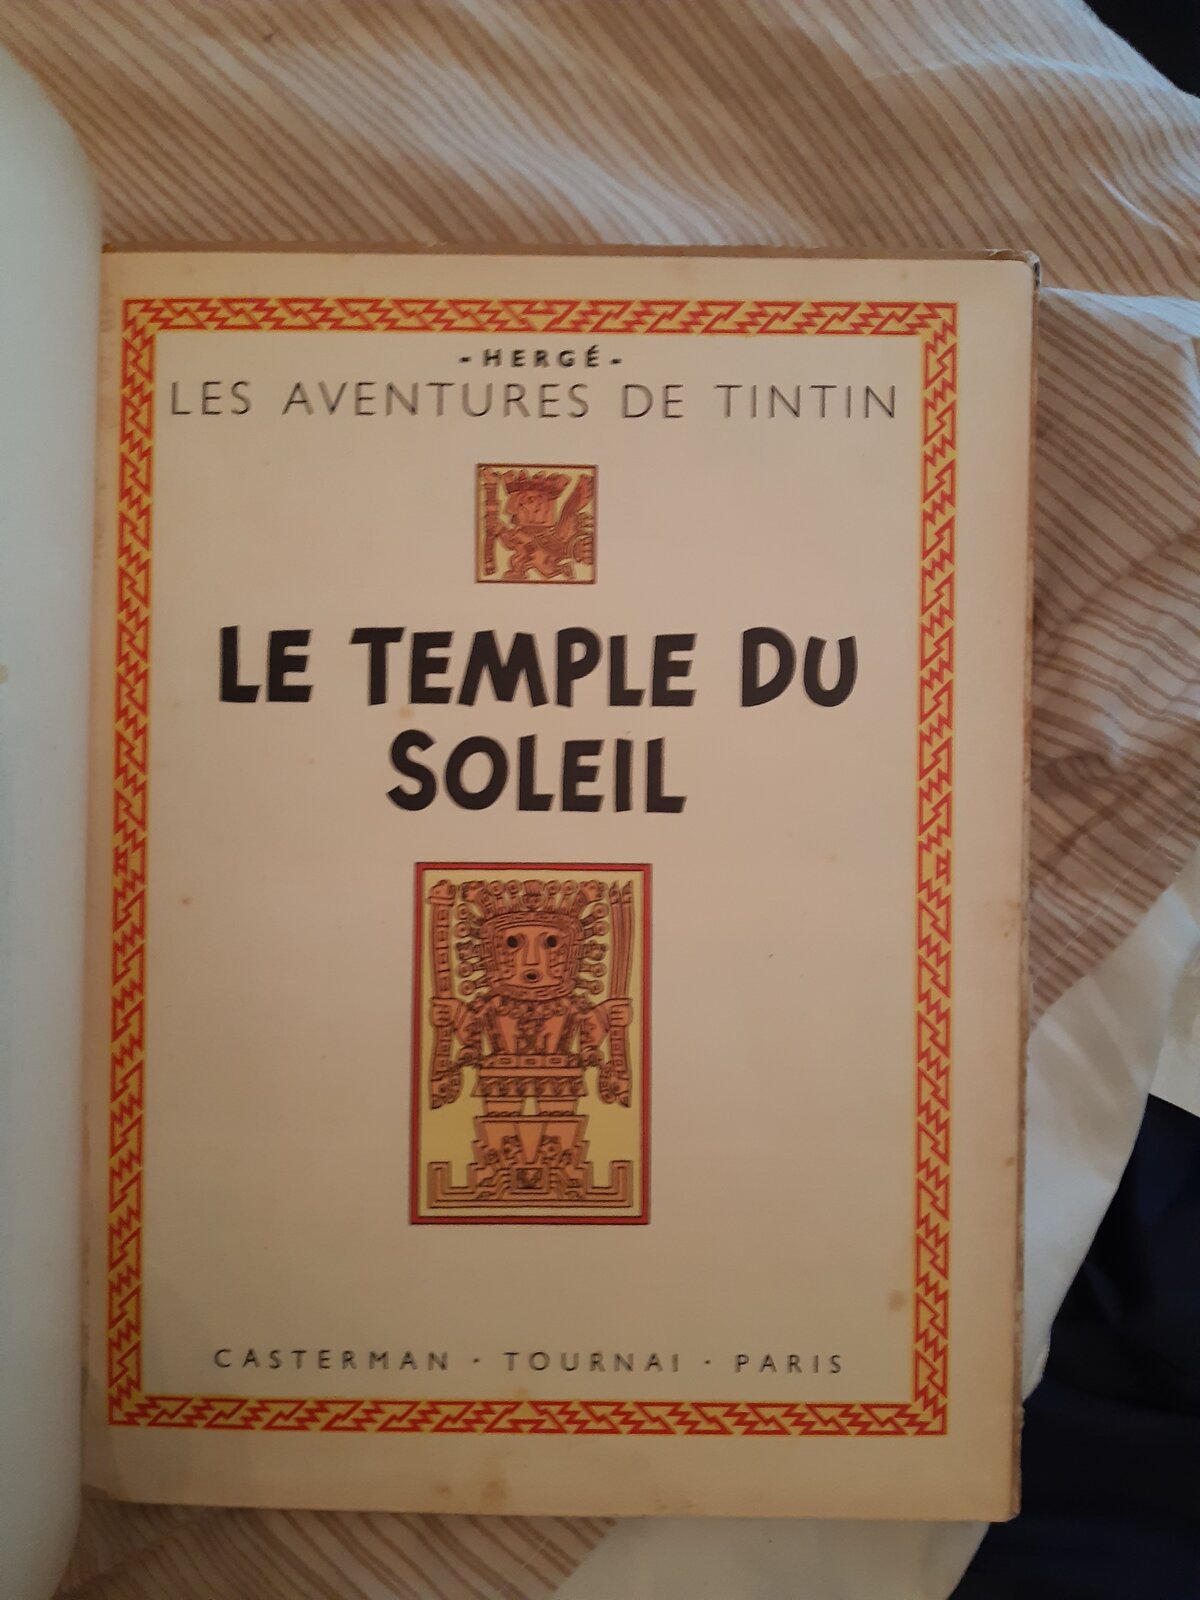 - HERGÉ -
LES AVENTURES DE TINTIN
LE TEMPLE DU
SOLEIL
CASTERMAN · TOURNAI · PARIS